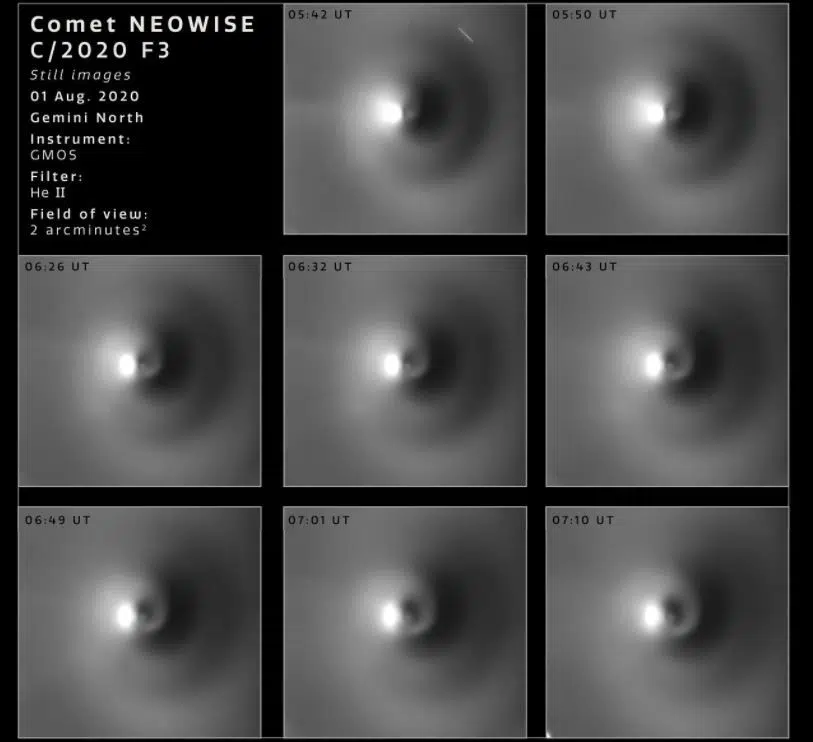 Comet NEOWISE
C/2020 F3
Still images
01 Aug. 2020
Gemini North
Instrument:
GMOS
Filter:
He II
Field of view:
2 arcminutes²
05:42 UT
05:50 UT
06:26 UT
06:32 UT
06:43 UT
06:49 UT
07:01 UT
07:10 UT